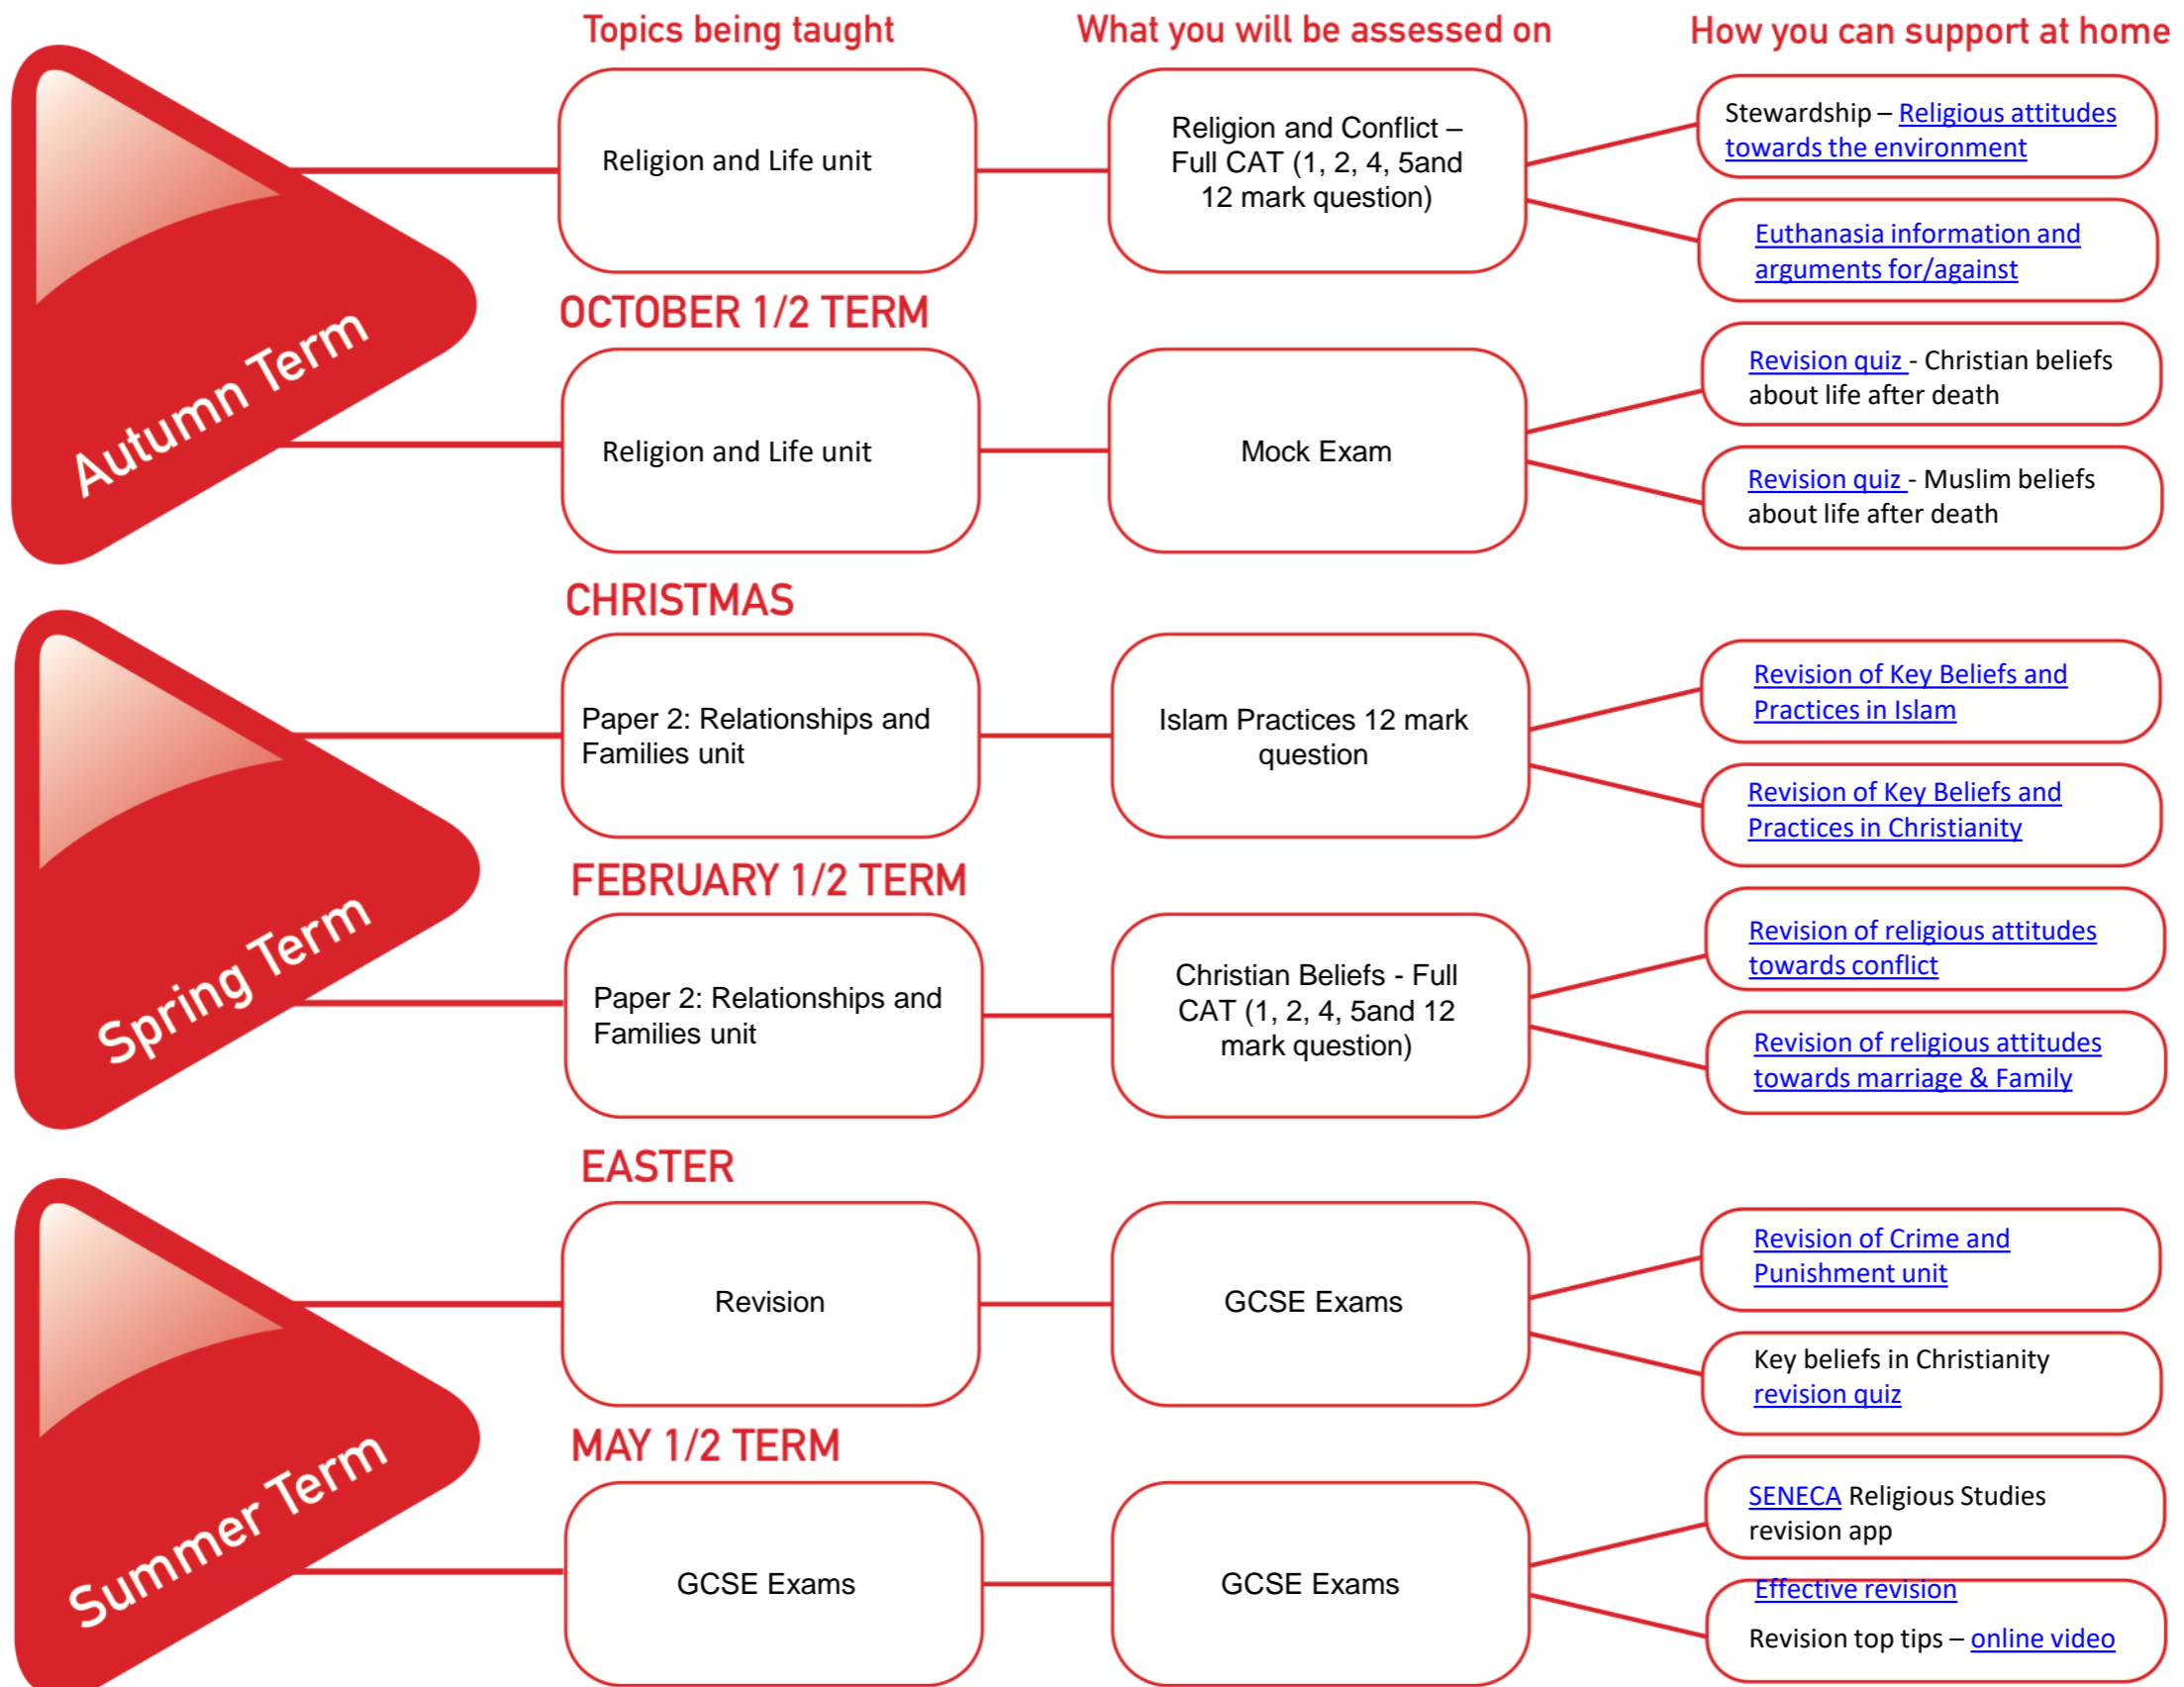 Topics being taught
What you will be assessed on
How you can support at home
Autumn Term
Religion and Life unit
Religion and Conflict –
Full CAT (1, 2, 4, 5and
12 mark question)
Stewardship – Religious attitudes
towards the environment
Euthanasia information and
arguments for/against
OCTOBER 1/2 TERM
Religion and Life unit
Mock Exam
Revision quiz - Christian beliefs
about life after death
Revision quiz - Muslim beliefs
about life after death
CHRISTMAS
Spring Term
Paper 2: Relationships and
Families unit
Islam Practices 12 mark
question
Revision of Key Beliefs and
Practices in Islam
Revision of Key Beliefs and
Practices in Christianity
FEBRUARY 1/2 TERM
Paper 2: Relationships and
Families unit
Christian Beliefs - Full
CAT (1, 2, 4, 5and 12
mark question)
Revision of religious attitudes
towards conflict
Revision of religious attitudes
towards marriage & Family
EASTER
Summer Term
Revision
GCSE Exams
Revision of Crime and
Punishment unit
Key beliefs in Christianity
revision quiz
MAY 1/2 TERM
GCSE Exams
GCSE Exams
SENECA Religious Studies
revision app
Effective revision
Revision top tips – online video